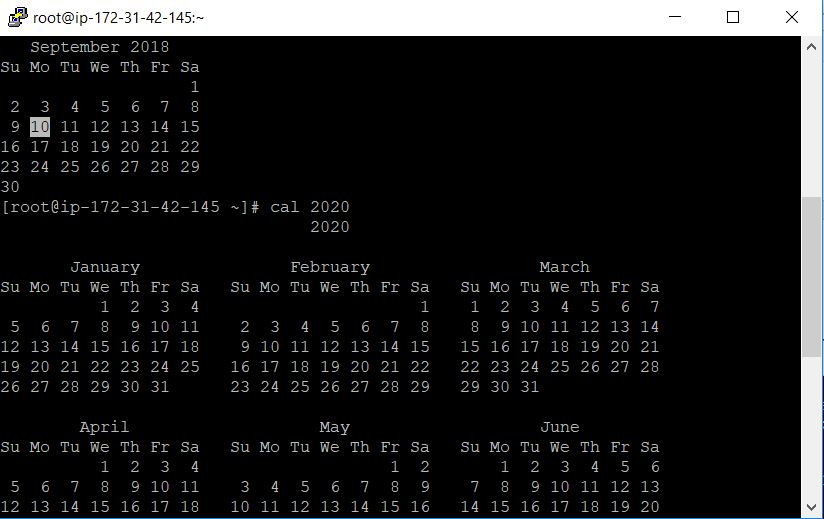 root@ip-172-31-42-145:~
    September 2018
Su Mo Tu We Th Fr Sa
                   1
 2  3  4  5  6  7  8
 9 10 11 12 13 14 15
16 17 18 19 20 21 22
23 24 25 26 27 28 29
30
[root@ip-172-31-42-145 ~]# cal 2020
                               2020

       January               February                 March
Su Mo Tu We Th Fr Sa   Su Mo Tu We Th Fr Sa   Su Mo Tu We Th Fr Sa
          1  2  3  4                      1    1  2  3  4  5  6  7
 5  6  7  8  9 10 11    2  3  4  5  6  7  8    8  9 10 11 12 13 14
12 13 14 15 16 17 18    9 10 11 12 13 14 15   15 16 17 18 19 20 21
19 20 21 22 23 24 25   16 17 18 19 20 21 22   22 23 24 25 26 27 28
26 27 28 29 30 31      23 24 25 26 27 28 29   29 30 31

        April                   May                   June
Su Mo Tu We Th Fr Sa   Su Mo Tu We Th Fr Sa   Su Mo Tu We Th Fr Sa
          1  2  3  4                   1  2       1  2  3  4  5  6
 5  6  7  8  9 10 11    3  4  5  6  7  8  9    7  8  9 10 11 12 13
12 13 14 15 16 17 18   10 11 12 13 14 15 16   14 15 16 17 18 19 20